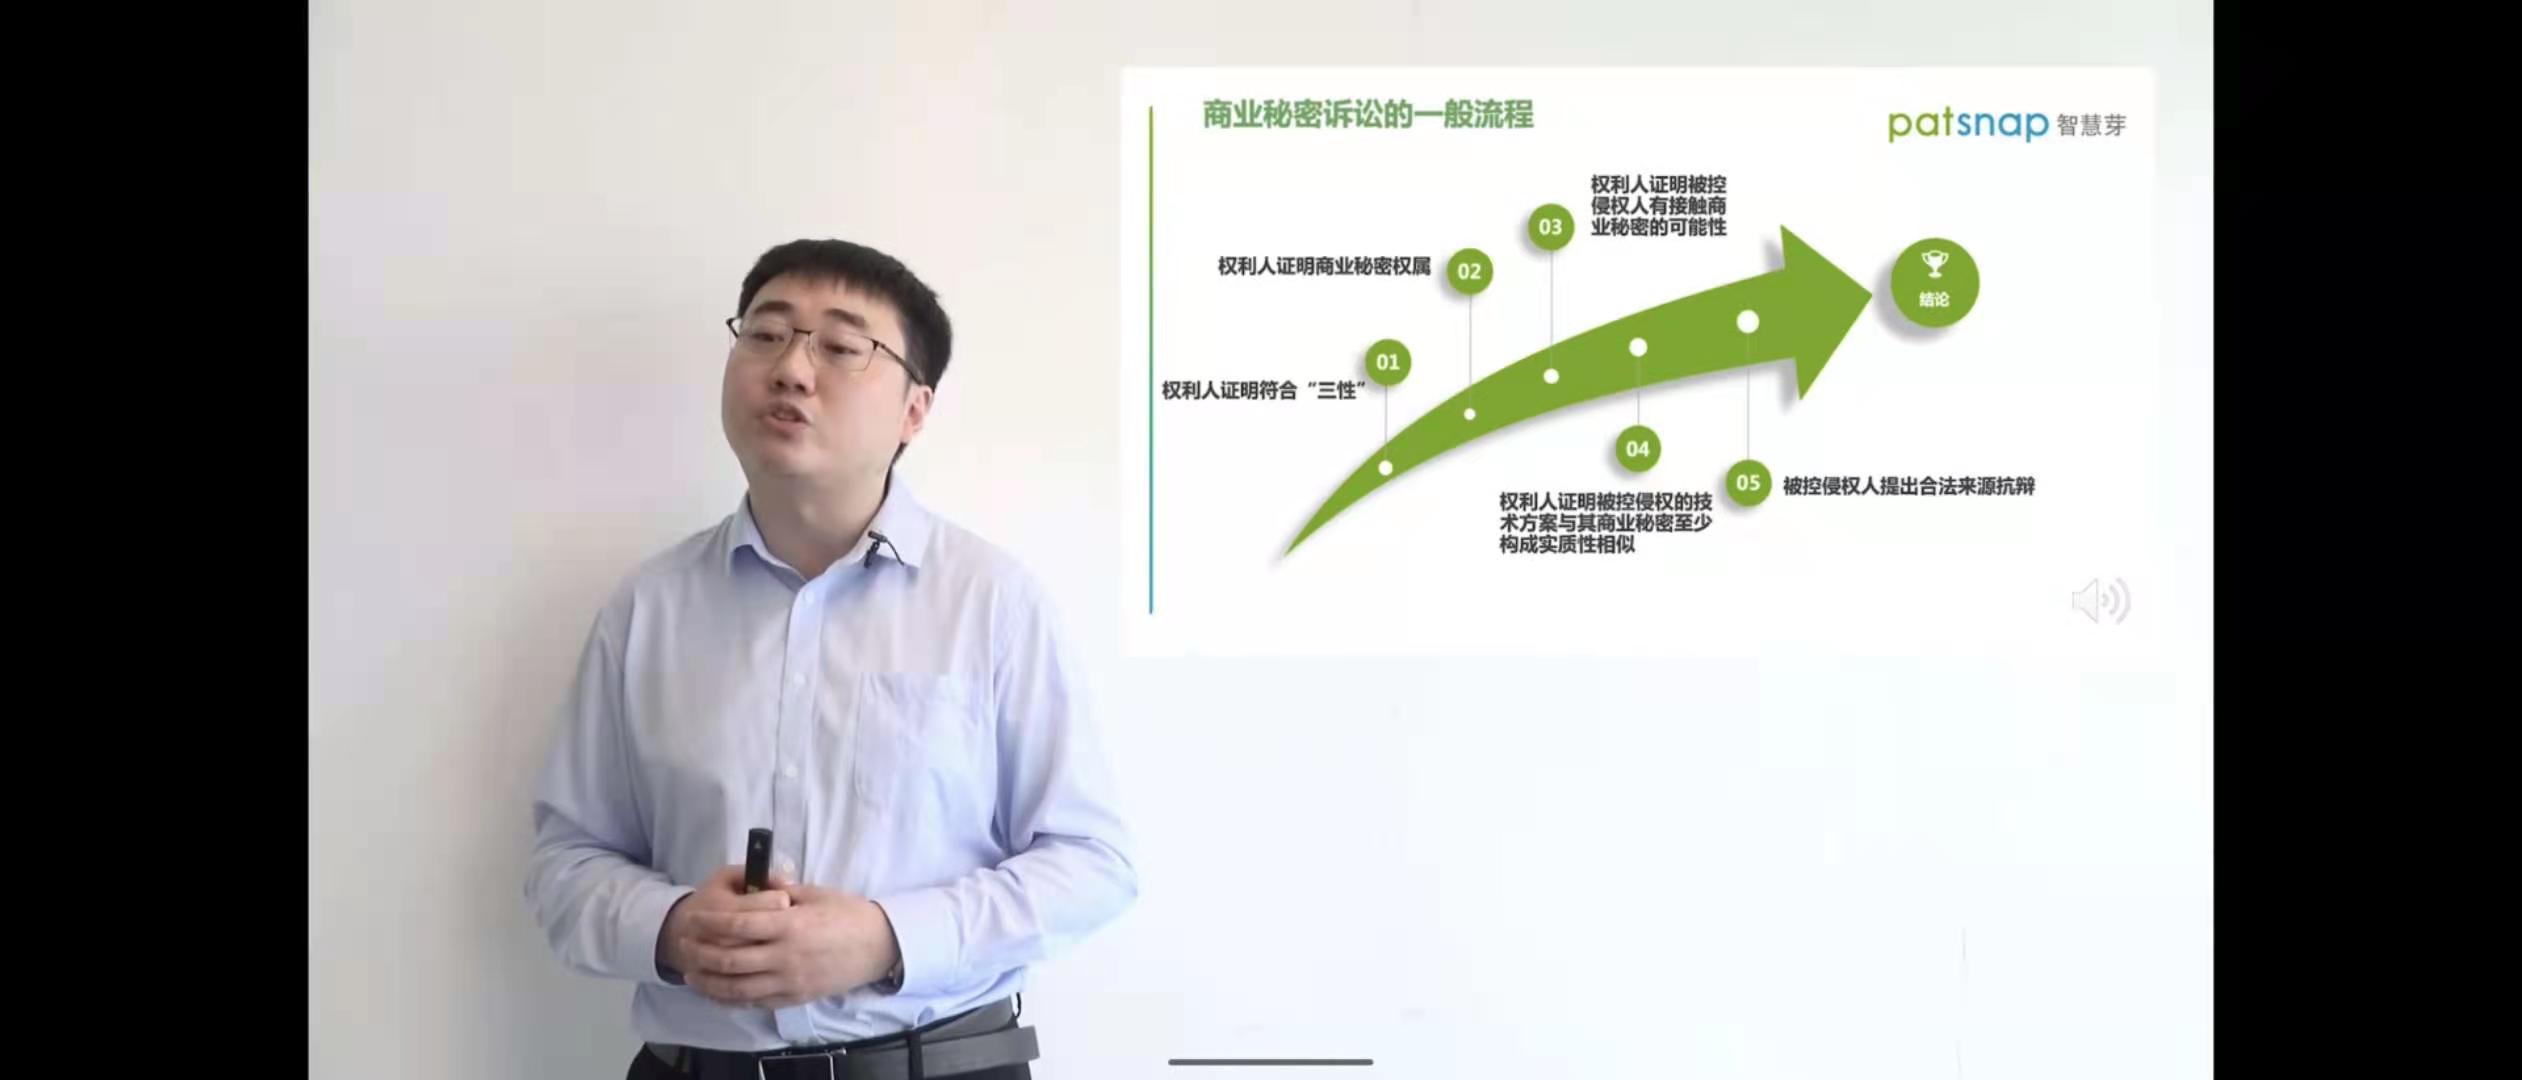 商业秘密诉讼的一般流程
patsnap 智慧芽
权利人证明符合“三性”
01
权利人证明商业秘密权属
02
03
权利人证明被控
侵权人有接触商
业秘密的可能性
04
权利人证明被控侵权的技
术方案与其商业秘密至少
构成实质性相似
05
被控侵权人提出合法来源抗辩
结论